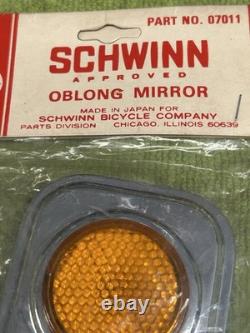 PART NO. 07011
SCHWINN
APPROVED
OBLONG MIRROR
MADE IN JAPAN FOR
SCHWINN BICYCLE COMPANY
PARTS DIVISION CHICAGO, ILLINOIS 60639